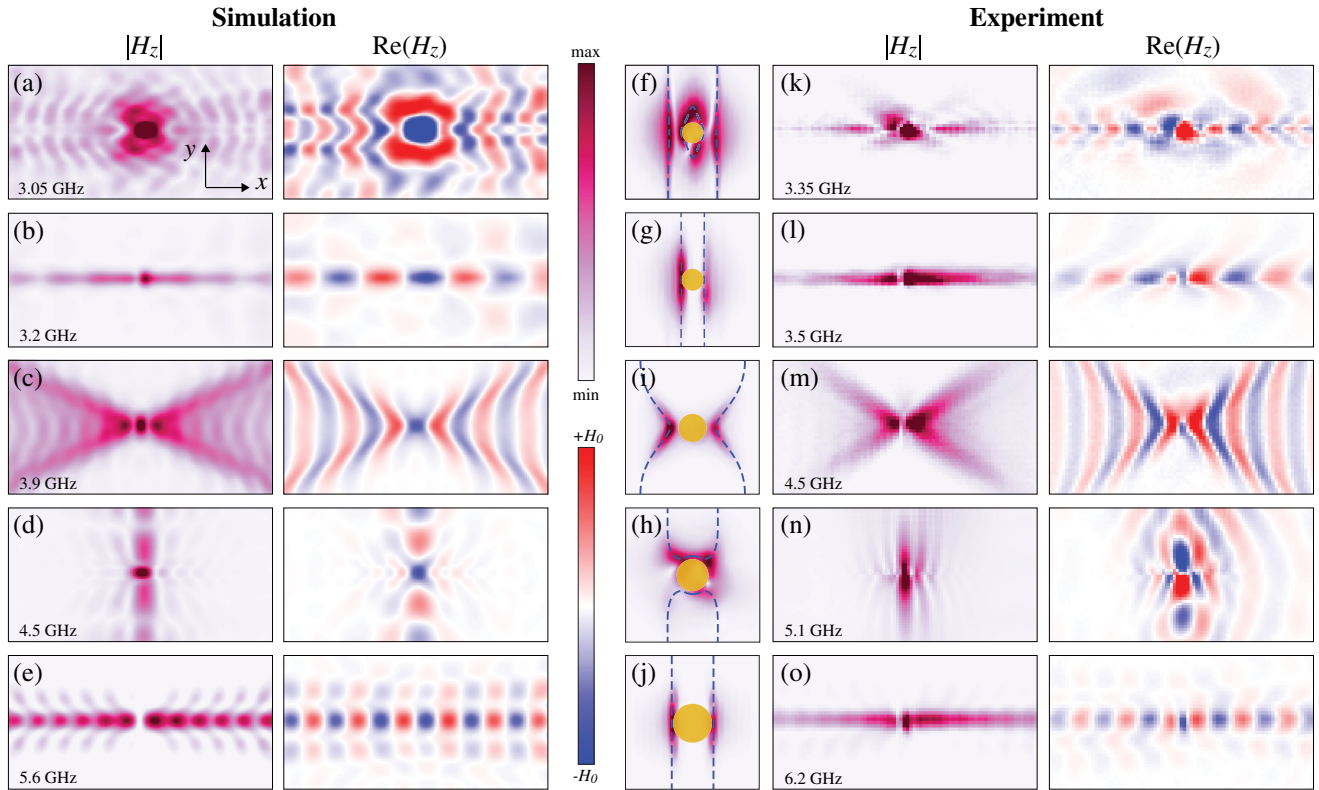 Simulation Experiment
|Hz| Re(Hz) |Hz| Re(Hz)
max
(a) (f) (k)
y
x
3.05 GHz 3.35 GHz
(b) (g) (l)
3.2 GHz 3.5 GHz
(c) (i) (m)
min
3.9 GHz 4.5 GHz
+H0
(d) (h) (n)
4.5 GHz 5.1 GHz
(e) (j) (o)
5.6 GHz 6.2 GHz
-H0